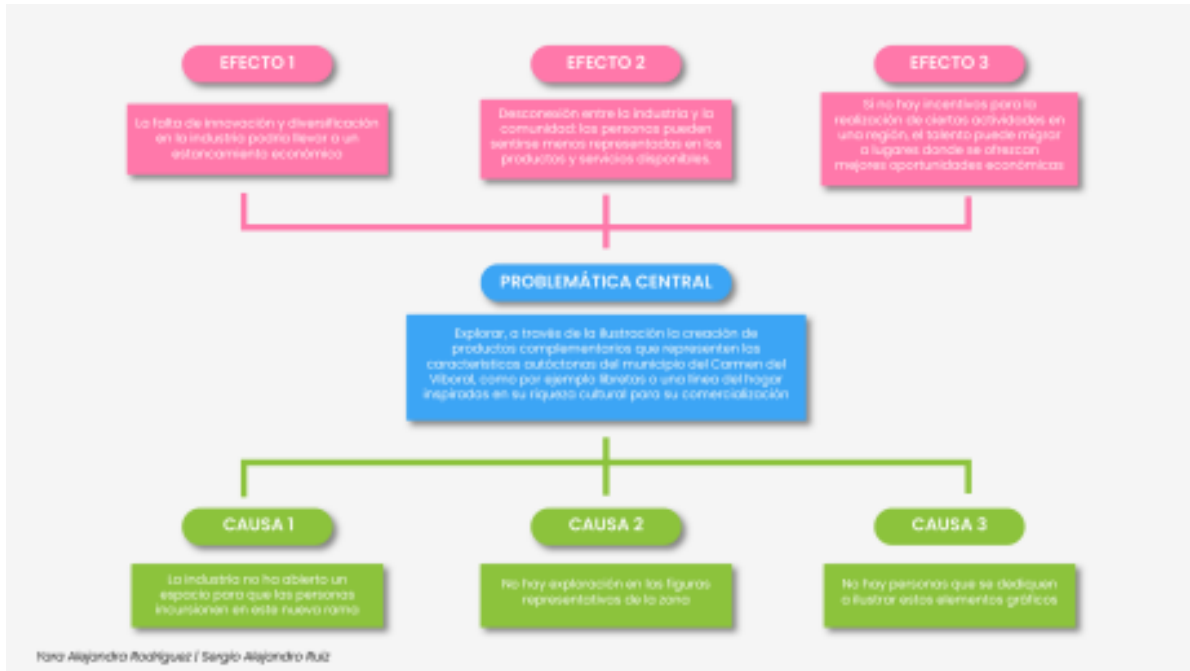 EFECTO 1
EFECTO 2
EFECTO 3
La falta de innovación y diversificación
en la industria podría llevar a un
estancamiento económico
Desconexión entre la industria y la
comunidad: las personas pueden
sentirse menos representadas en los
productos y servicios disponibles.
Si no hay incentivos para la
realización de ciertas actividades en
una región, el talento puede migrar
a lugares donde se ofrezcan
mejores oportunidades económicas
PROBLEMÁTICA CENTRAL
Explorar, a través de la ilustración la creación de
productos complementarios que representen las
características autóctonas del municipio del Carmen del
Viboral, como por ejemplo libretas o una línea del hogar
inspiradas en su riqueza cultural para su comercialización
CAUSA 1
CAUSA 2
CAUSA 3
La industria no ha abierto un
espacio para que las personas
incursionen en esta nueva rama
No hay exploración en las figuras
representativas de la zona
No hay personas que se dediquen
a ilustrar estos elementos gráficos
Yara Alejandra Rodríguez / Sergio Alejandro Ruiz